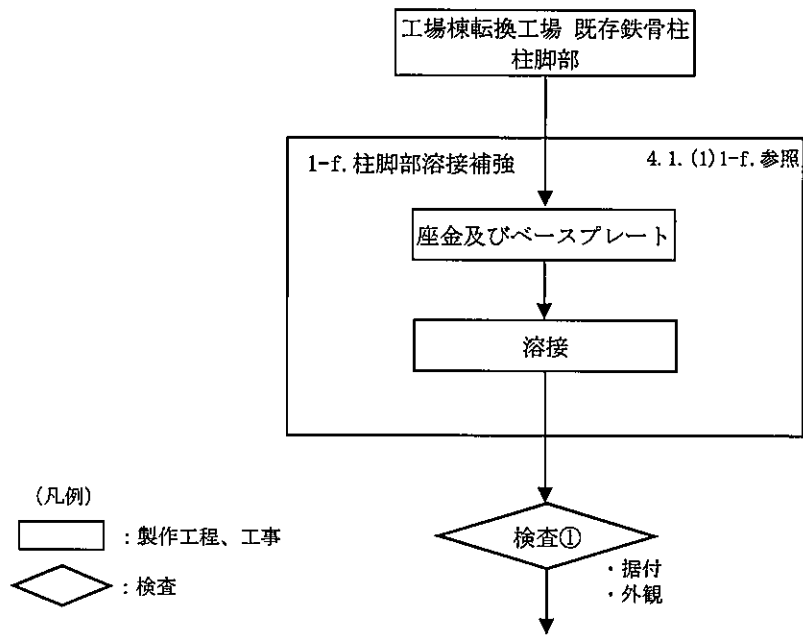 工場棟転換工場 既存鉄骨柱
柱脚部
1-f.柱脚部溶接補強
4.1.(1)1-f.参照
座金及びベースプレート
溶接
検査①
・据付
・外観
(凡例)
：製作工程、工事
：検査